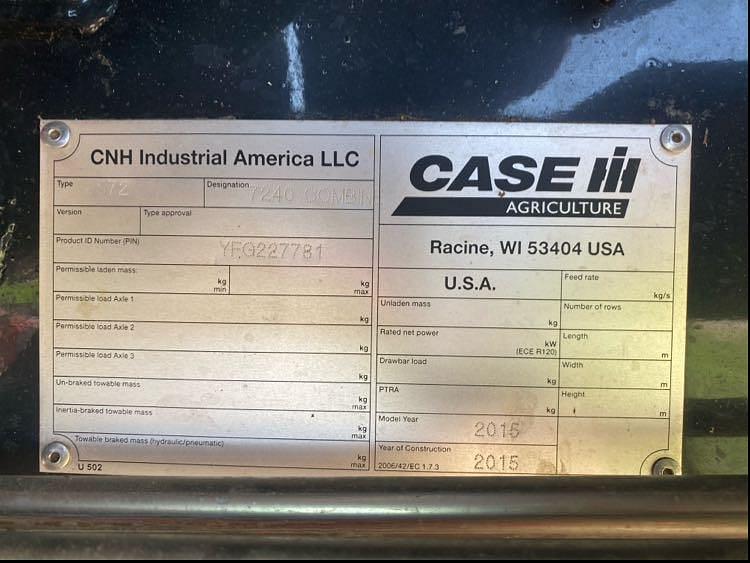 CNH Industrial America LLC
Type
Designation
7240 COMBIN
Version
Type approval
Product ID Number (PIN)
YFG227781
Permissible laden mass:
kg
min
kg
max
Permissible load Axle 1
kg
Permissible load Axle 2
kg
Permissible load Axle 3
kg
Un-braked towable mass
kg
max
Inertia-braked towable mass
kg
max
Towable braked mass (hydraulic/pneumatic)
kg
max
U 502
CASE IH
AGRICULTURE
Racine, WI 53404 USA
U.S.A.
Feed rate
kg/s
Unladen mass
kg
Number of rows
Rated net power
kW
(ECE R120)
Length
m
Drawbar load
kg
Width
m
PTRA
kg
Height
m
Model Year
2015
Year of Construction
2006/42/EC 1.7.3
2015